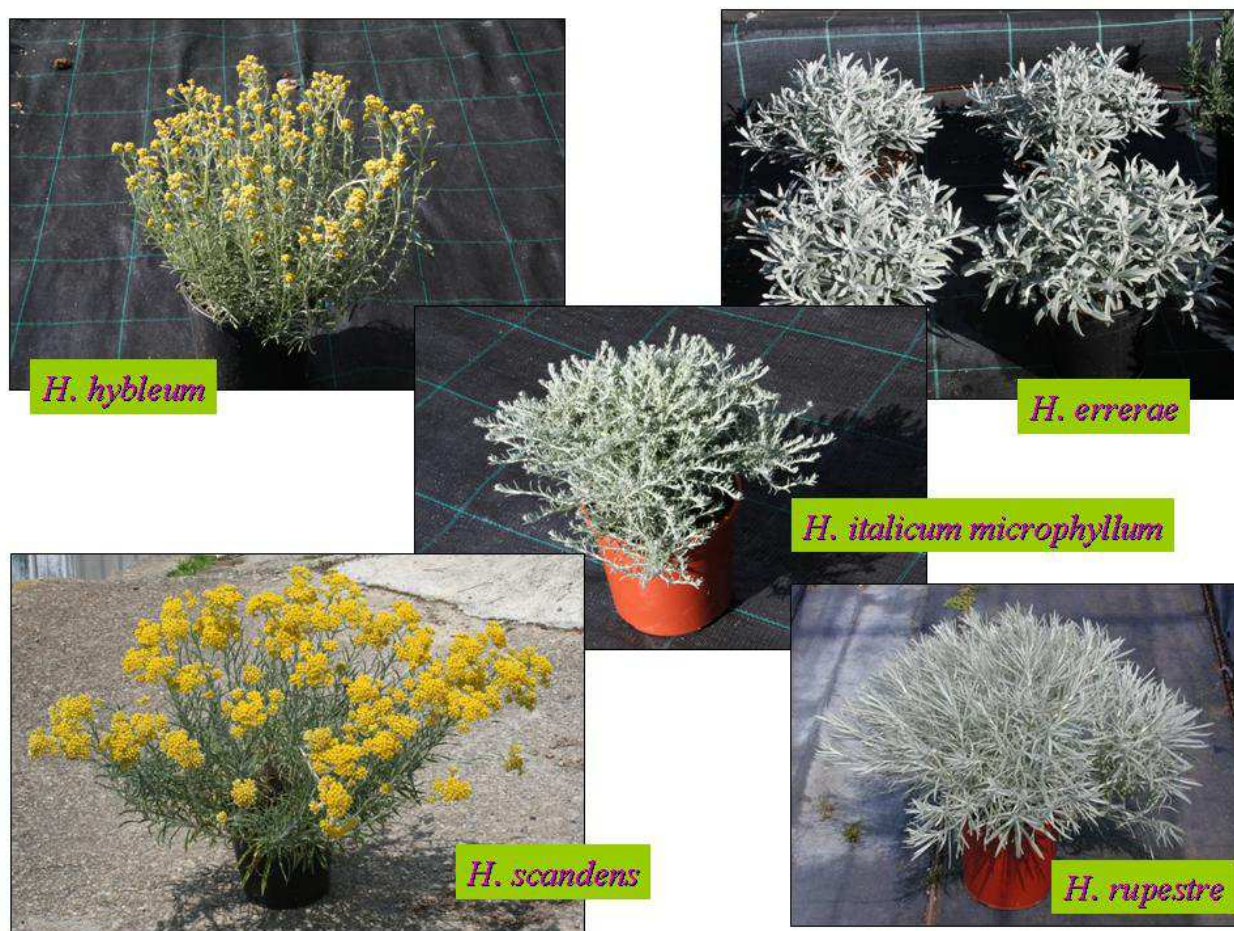 H. hybleum
H. errerae
H. italicum microphyllum
H. scandens
H. rupestre